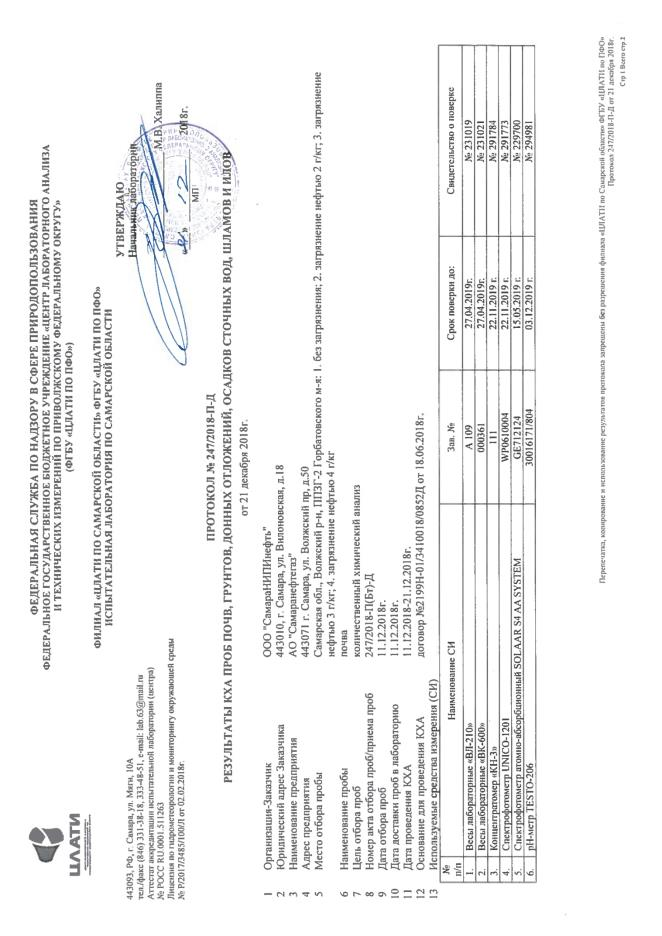 ФЕДЕРАЛЬНАЯ СЛУЖБА ПО НАДЗОРУ В СФЕРЕ ПРИРОДОПОЛЬЗОВАНИЯ
ФЕДЕРАЛЬНОЕ ГОСУДАРСТВЕННОЕ БЮДЖЕТНОЕ УЧРЕЖДЕНИЕ «ЦЕНТР ЛАБОРАТОРНОГО АНАЛИЗА
И ТЕХНИЧЕСКИХ ИЗМЕРЕНИЙ ПО ПРИВОЛЖСКОМУ ФЕДЕРАЛЬНОМУ ОКРУГУ»
(ФГБУ «ЦЛАТИ ПО ПФО»)
ЦЛАТИ
ФИЛИАЛ «ЦЛАТИ ПО САМАРСКОЙ ОБЛАСТИ» ФГБУ «ЦЛАТИ ПО ПФО»
ИСПЫТАТЕЛЬНАЯ ЛАБОРАТОРИЯ ПО САМАРСКОЙ ОБЛАСТИ
443093, РФ, г. Самара, ул. Мяги, 10А
тел./факс (846) 331-38-18, 333-48-51, e-mail: lab.63@mail.ru
Аттестат аккредитации испытательной лаборатории (центра)
№ РОСС RU.0001.511263
Лицензия по гидрометеорологии и мониторингу окружающей среды
№ Р/2017/3485/100/Л от 02.02.2018г.
УТВЕРЖДАЮ
Начальник лаборатории
М.В. Халиппа
« 21 » 12 2018г.
МП
ПРОТОКОЛ № 247/2018-П-Д
РЕЗУЛЬТАТЫ КХА ПРОБ ПОЧВ, ГРУНТОВ, ДОННЫХ ОТЛОЖЕНИЙ, ОСАДКОВ СТОЧНЫХ ВОД, ШЛАМОВ И ИЛОВ
от 21 декабря 2018г.
1 Организация-Заказчик ООО "СамараНИПИнефть"
2 Юридический адрес Заказчика 443010, г. Самара, ул. Вилоновская, д.18
3 Наименование предприятия АО "Самаранефтегаз"
4 Адрес предприятия 443071 г. Самара, ул. Волжский пр, д.50
5 Место отбора пробы Самарская обл., Волжский р-н, ППЗГ-2 Горбатовского м-я: 1. без загрязнения; 2. загрязнение нефтью 2 г/кг; 3. загрязнение
нефтью 3 г/кг; 4. загрязнение нефтью 4 г/кг
6 Наименование пробы почва
7 Цель отбора проб количественный химический анализ
8 Номер акта отбора проб/приема проб 247/2018-П(Бг)-Д
9 Дата отбора проб 11.12.2018г.
10 Дата доставки проб в лабораторию 11.12.2018г.
11 Дата проведения КХА 11.12.2018-21.12.2018г.
12 Основание для проведения КХА договор №2199Н-01/3410018/0852Д от 18.06.2018г.
13 Используемые средства измерения (СИ)
№ п/п Наименование СИ Зав. № Срок поверки до: Свидетельство о поверке
1. Весы лабораторные «ВЛ-210» А 109 27.04.2019г. № 231019
2. Весы лабораторные «ВК-600» 000361 27.04.2019г. № 231021
3. Концентратомер «КН-3» 111 22.11.2019 г. № 291784
4. Спектрофотометр UNICO-1201 WP0610004 22.11.2019 г. № 291773
5. Спектрофотометр атомно-абсорбционный SOLAAR S4 AA SYSTEM GE712124 15.05.2019 г. № 229700
6. pH-метр TESTO-206 30016171/804 03.12.2019 г. № 294981
Перепечатка, копирование и использование результатов протокола запрещены без разрешения филиала «ЦЛАТИ по Самарской области» ФГБУ «ЦЛАТИ по ПФО»
Протокол 247/2018-П-Д от 21 декабря 2018г.
Стр 1 Всего стр 2